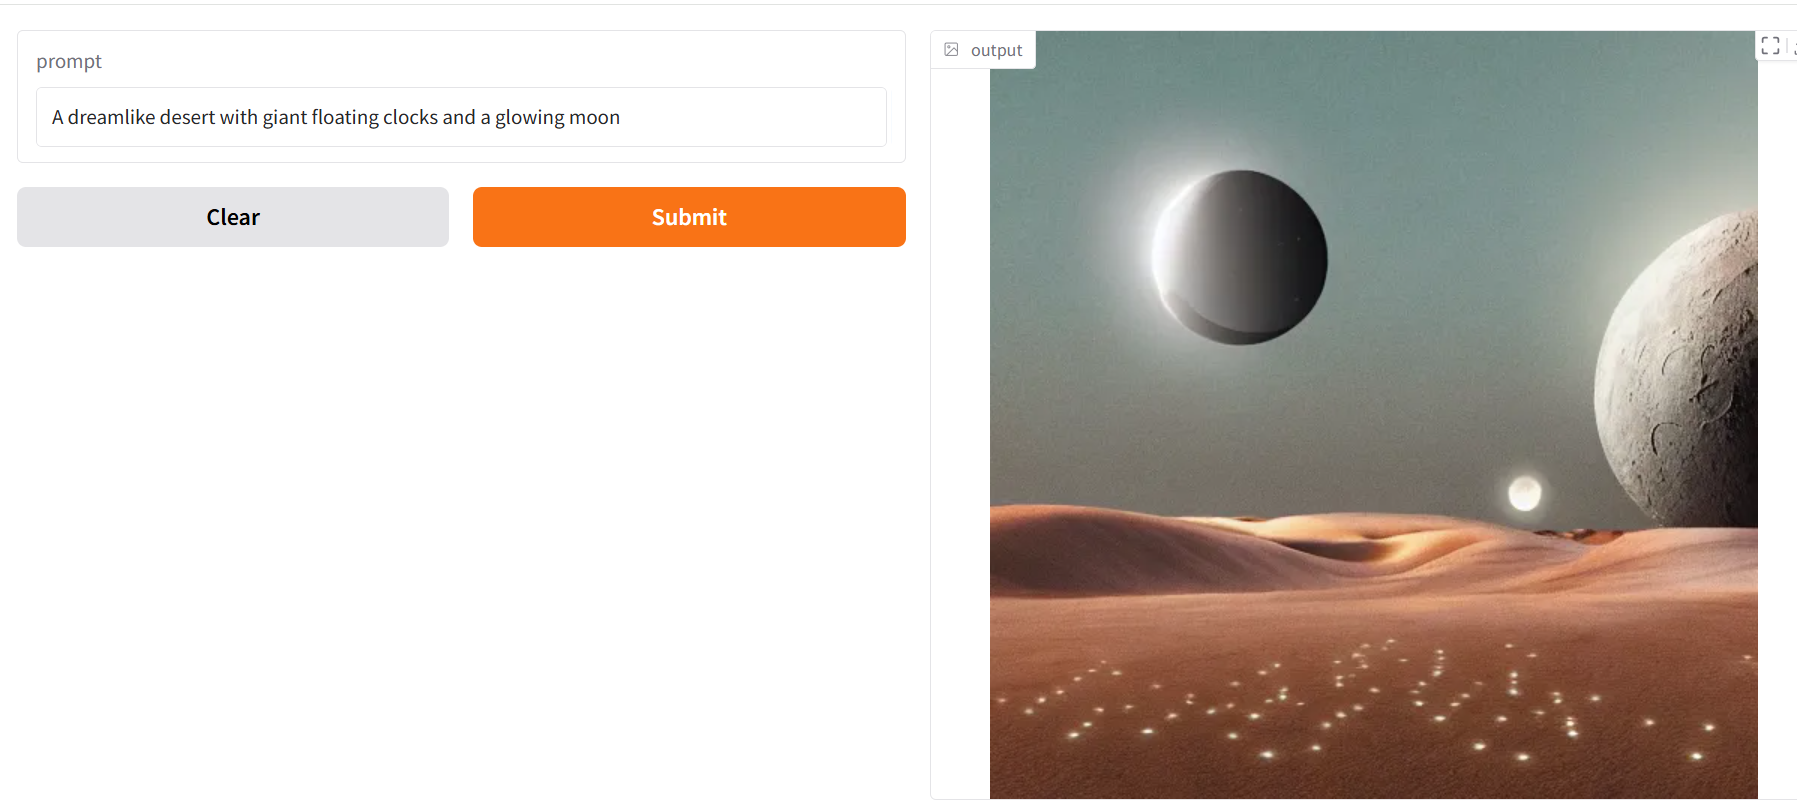 prompt
A dreamlike desert with giant floating clocks and a glowing moon
Clear
Submit
output